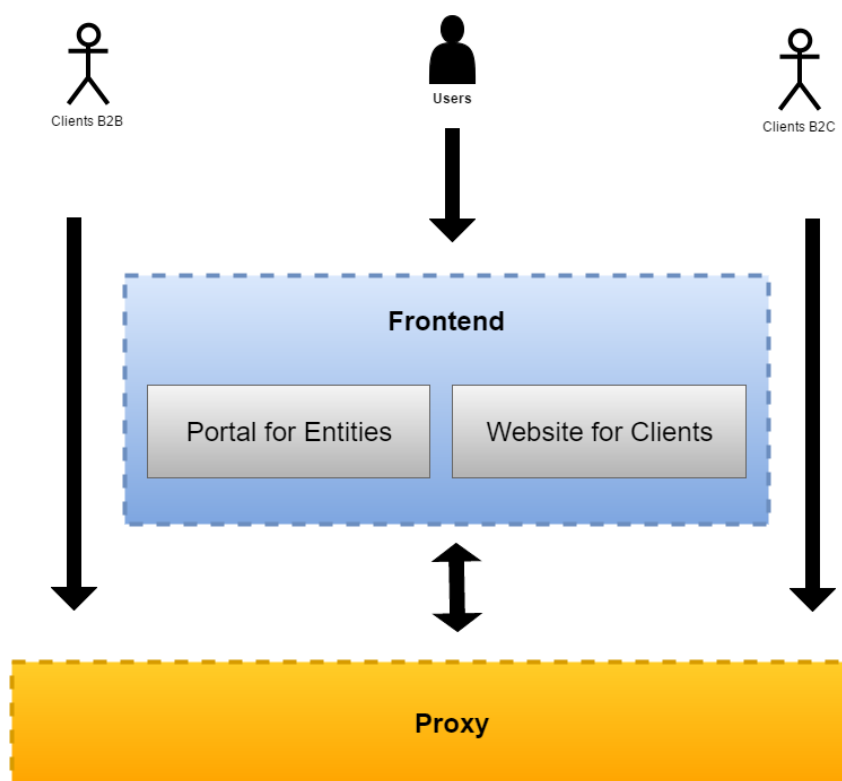 Clients B2B
Users
Clients B2C
Frontend
Portal for Entities
Website for Clients
Proxy